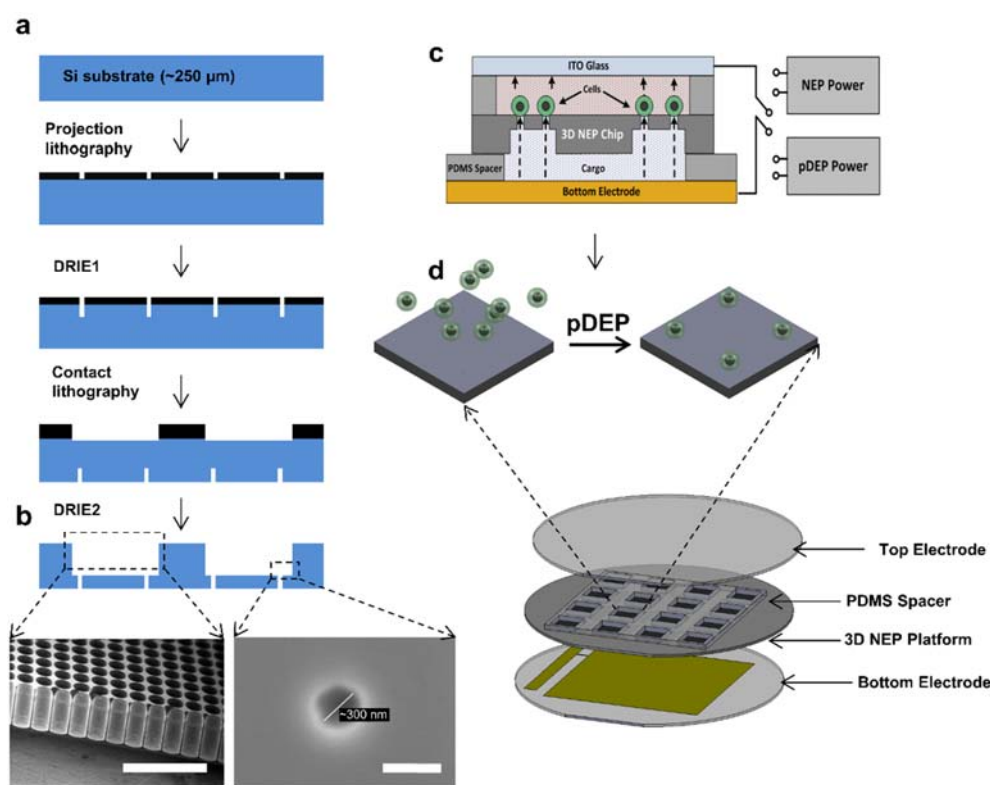 a
Si substrate (~250 µm)
Projection
lithography
DRIE1
Contact
lithography
DRIE2
b
~300 nm
c
ITO Glass
Cells
3D NEP Chip
PDMS Spacer
Cargo
Bottom Electrode
NEP Power
pDEP Power
d
pDEP
Top Electrode
PDMS Spacer
3D NEP Platform
Bottom Electrode